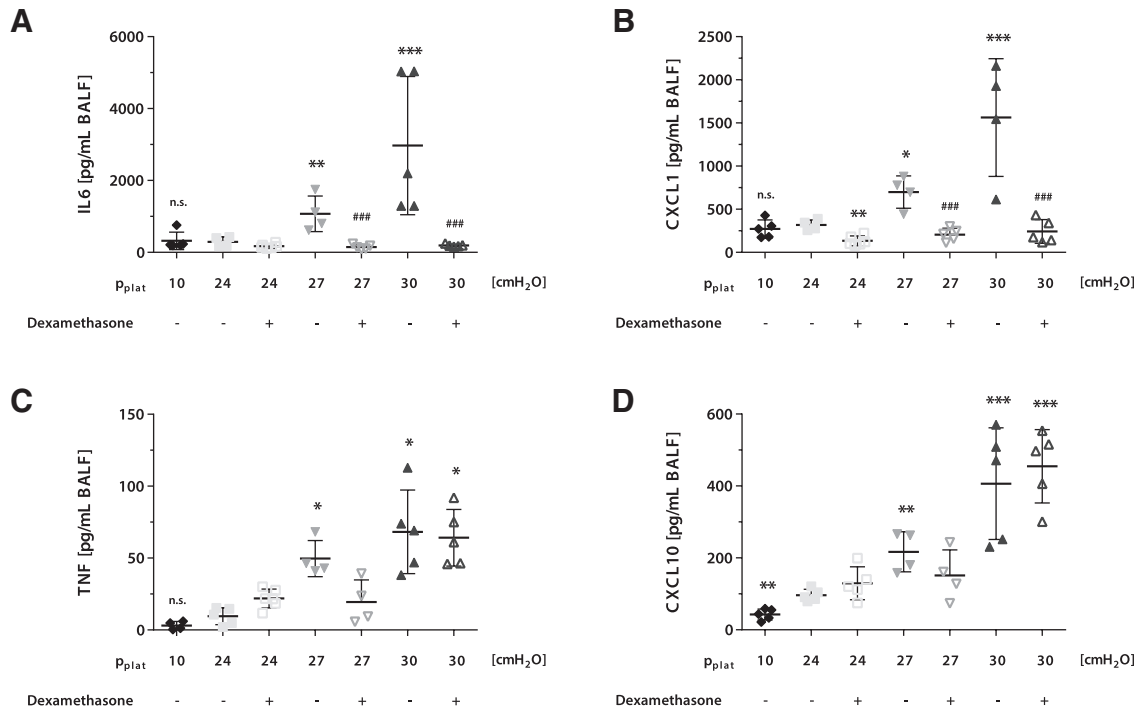 A
IL6 [pg/mL BALF]
6000
4000
2000
0
n.s.
**
###
***
###
pplat 10 24 24 27 27 30 30 [cmH2O]
Dexamethasone - - + - + - +
B
CXCL1 [pg/mL BALF]
2500
2000
1500
1000
500
0
n.s.
**
*
###
***
###
pplat 10 24 24 27 27 30 30 [cmH2O]
Dexamethasone - - + - + - +
C
TNF [pg/mL BALF]
150
100
50
0
n.s.
*
*
*
pplat 10 24 24 27 27 30 30 [cmH2O]
Dexamethasone - - + - + - +
D
CXCL10 [pg/mL BALF]
600
400
200
0
**
**
***
***
pplat 10 24 24 27 27 30 30 [cmH2O]
Dexamethasone - - + - + - +